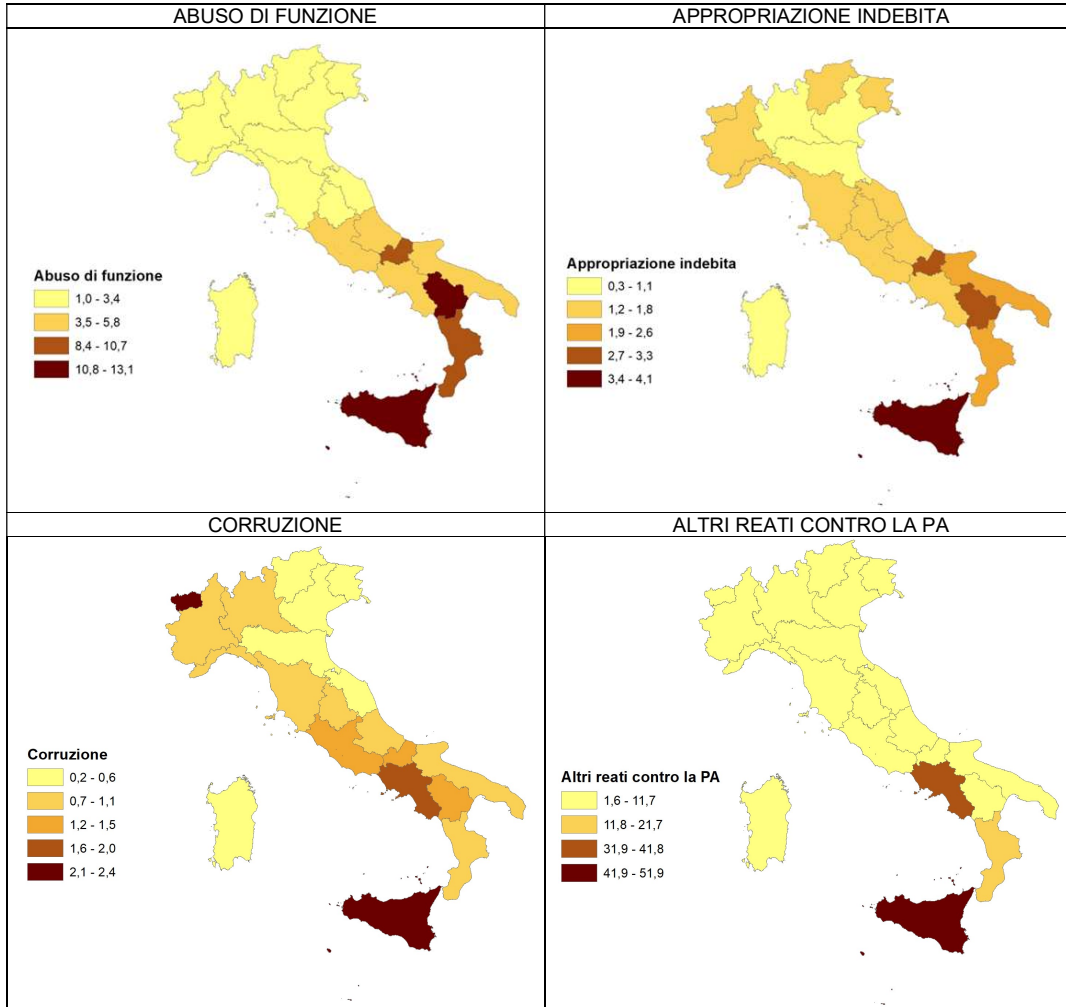 ABUSO DI FUNZIONE
Abuso di funzione
1,0 - 3,4
3,5 - 5,8
8,4 - 10,7
10,8 - 13,1
APPROPRIAZIONE INDEBITA
Appropriazione indebita
0,3 - 1,1
1,2 - 1,8
1,9 - 2,6
2,7 - 3,3
3,4 - 4,1
CORRUZIONE
Corruzione
0,2 - 0,6
0,7 - 1,1
1,2 - 1,5
1,6 - 2,0
2,1 - 2,4
ALTRI REATI CONTRO LA PA
Altri reati contro la PA
1,6 - 11,7
11,8 - 21,7
31,9 - 41,8
41,9 - 51,9